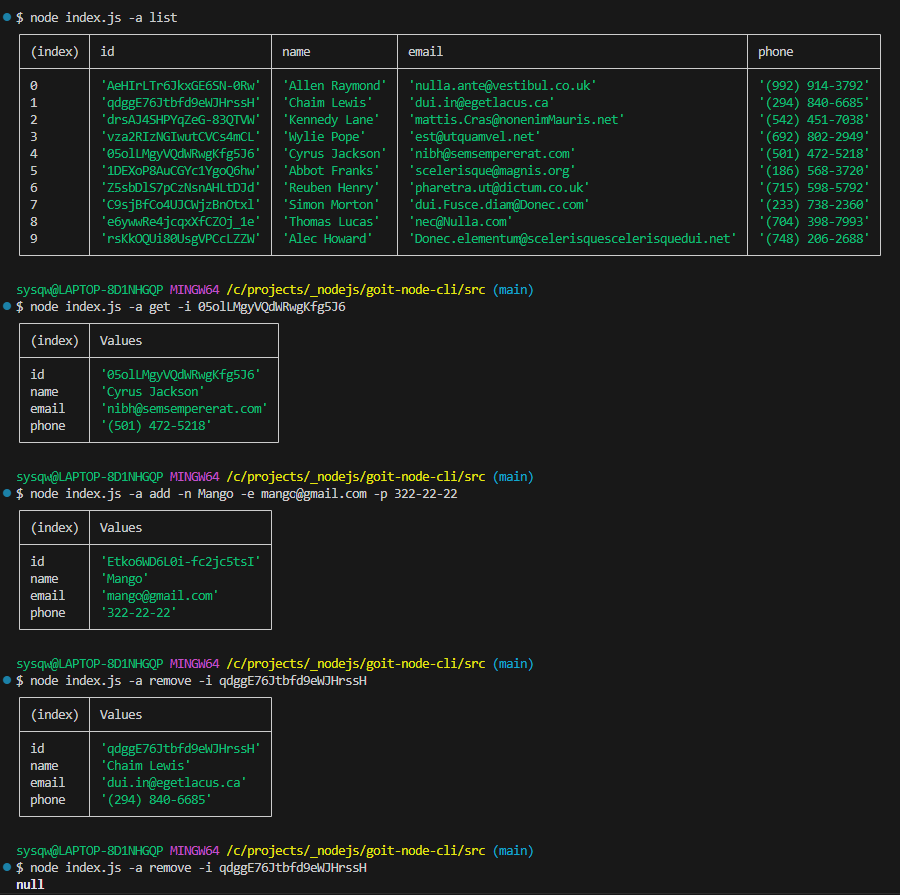 $ node index.js -a list
(index) id name email phone
0 'AeHIrLTr6JkxGE6SN-0Rw' 'Allen Raymond' 'nulla.ante@vestibul.co.uk' '(992) 914-3792'
1 'qdggE76Jtbfd9eWJHrssH' 'Chaim Lewis' 'dui.in@egetlacus.ca' '(294) 840-6685'
2 'drsAJ4SHPYqZeG-83QTVW' 'Kennedy Lane' 'mattis.Cras@nonenimMauris.net' '(542) 451-7038'
3 'vza2RIzNGIwutCVCs4mCL' 'Wylie Pope' 'est@utquamvel.net' '(692) 802-2949'
4 '05olLMgyVQdWRwgKfg5J6' 'Cyrus Jackson' 'nibh@semsempererat.com' '(501) 472-5218'
5 '1DEXoP8AuCGYc1YgoQ6hw' 'Abbot Franks' 'scelerisque@magnis.org' '(186) 568-3720'
6 'Z5sbDlS7pCzNsnAHLtDJd' 'Reuben Henry' 'pharetra.ut@dictum.co.uk' '(715) 598-5792'
7 'C9sjBfCo4UJCWjzBnOtxl' 'Simon Morton' 'dui.Fusce.diam@Donec.com' '(233) 738-2360'
8 'e6ywwRe4jcqxXfCZOj_1e' 'Thomas Lucas' 'nec@Nulla.com' '(704) 398-7993'
9 'rsKkOQUi80UsgVPCcLZZW' 'Alec Howard' 'Donec.elementum@scelerisquescelerisquedui.net' '(748) 206-2688'
sysqw@LAPTOP-8D1NHGQP MINGW64 /c/projects/_nodejs/goit-node-cli/src (main)
$ node index.js -a get -i 05olLMgyVQdWRwgKfg5J6
(index) Values
id '05olLMgyVQdWRwgKfg5J6'
name 'Cyrus Jackson'
email 'nibh@semsempererat.com'
phone '(501) 472-5218'
sysqw@LAPTOP-8D1NHGQP MINGW64 /c/projects/_nodejs/goit-node-cli/src (main)
$ node index.js -a add -n Mango -e mango@gmail.com -p 322-22-22
(index) Values
id 'Etko6WD6L0i-fc2jc5tsI'
name 'Mango'
email 'mango@gmail.com'
phone '322-22-22'
sysqw@LAPTOP-8D1NHGQP MINGW64 /c/projects/_nodejs/goit-node-cli/src (main)
$ node index.js -a remove -i qdggE76Jtbfd9eWJHrssH
(index) Values
id 'qdggE76Jtbfd9eWJHrssH'
name 'Chaim Lewis'
email 'dui.in@egetlacus.ca'
phone '(294) 840-6685'
sysqw@LAPTOP-8D1NHGQP MINGW64 /c/projects/_nodejs/goit-node-cli/src (main)
$ node index.js -a remove -i qdggE76Jtbfd9eWJHrssH
null